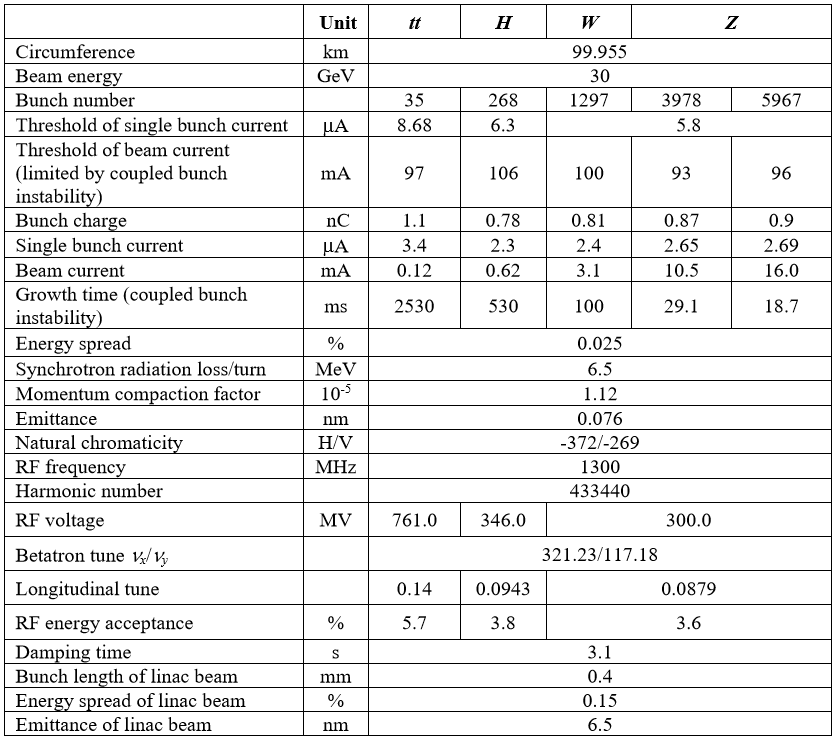 Unit tt H W Z
Circumference km 99.955
Beam energy GeV 30
Bunch number 35 268 1297 3978 5967
Threshold of single bunch current μA 8.68 6.3 5.8
Threshold of beam current
(limited by coupled bunch mA 97 106 100 93 96
instability)
Bunch charge nC 1.1 0.78 0.81 0.87 0.9
Single bunch current μA 3.4 2.3 2.4 2.65 2.69
Beam current mA 0.12 0.62 3.1 10.5 16.0
Growth time (coupled bunch
instability) ms 2530 530 100 29.1 18.7
Energy spread % 0.025
Synchrotron radiation loss/turn MeV 6.5
Momentum compaction factor 10⁻⁵ 1.12
Emittance nm 0.076
Natural chromaticity H/V -372/-269
RF frequency MHz 1300
Harmonic number 433440
RF voltage MV 761.0 346.0 300.0
Betatron tune νx/νy 321.23/117.18
Longitudinal tune 0.14 0.0943 0.0879
RF energy acceptance % 5.7 3.8 3.6
Damping time s 3.1
Bunch length of linac beam mm 0.4
Energy spread of linac beam % 0.15
Emittance of linac beam nm 6.5